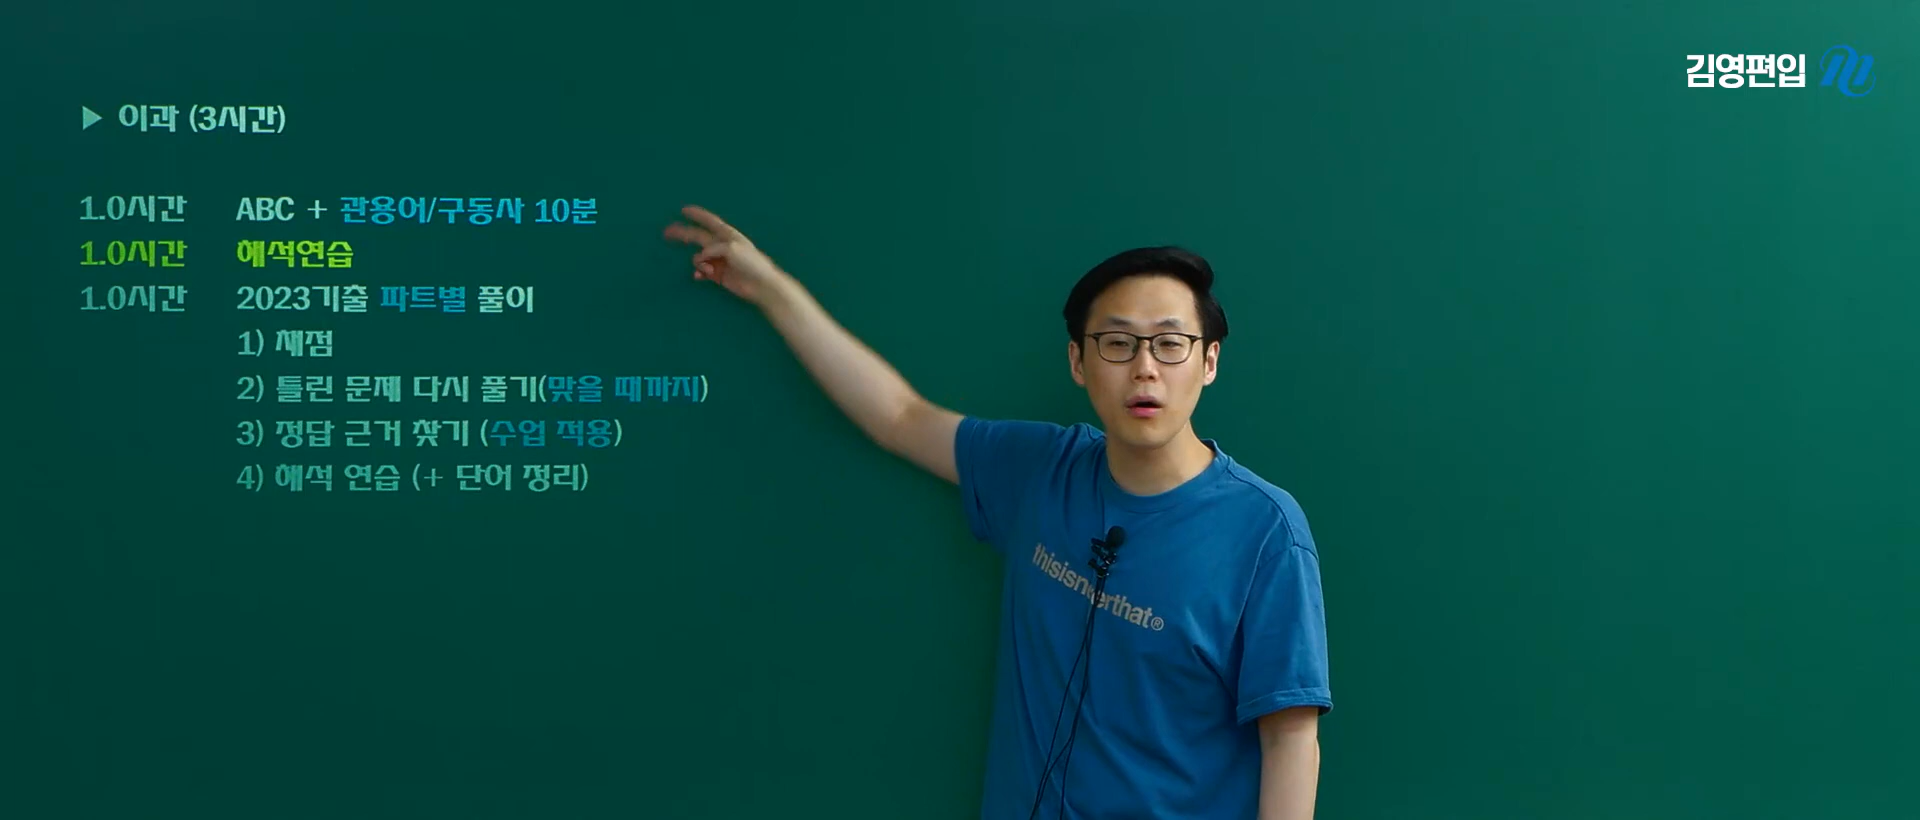 김영편입
▶ 이과 (3시간)
1.0시간 ABC + 관용어/구동사 10분
1.0시간 해석연습
1.0시간 2023기출 파트별 풀이
1) 채점
2) 틀린 문제 다시 풀기(맞을 때까지)
3) 정답 근거 찾기 (수업 적용)
4) 해석 연습 (+ 단어 정리)
thisisneverthat®